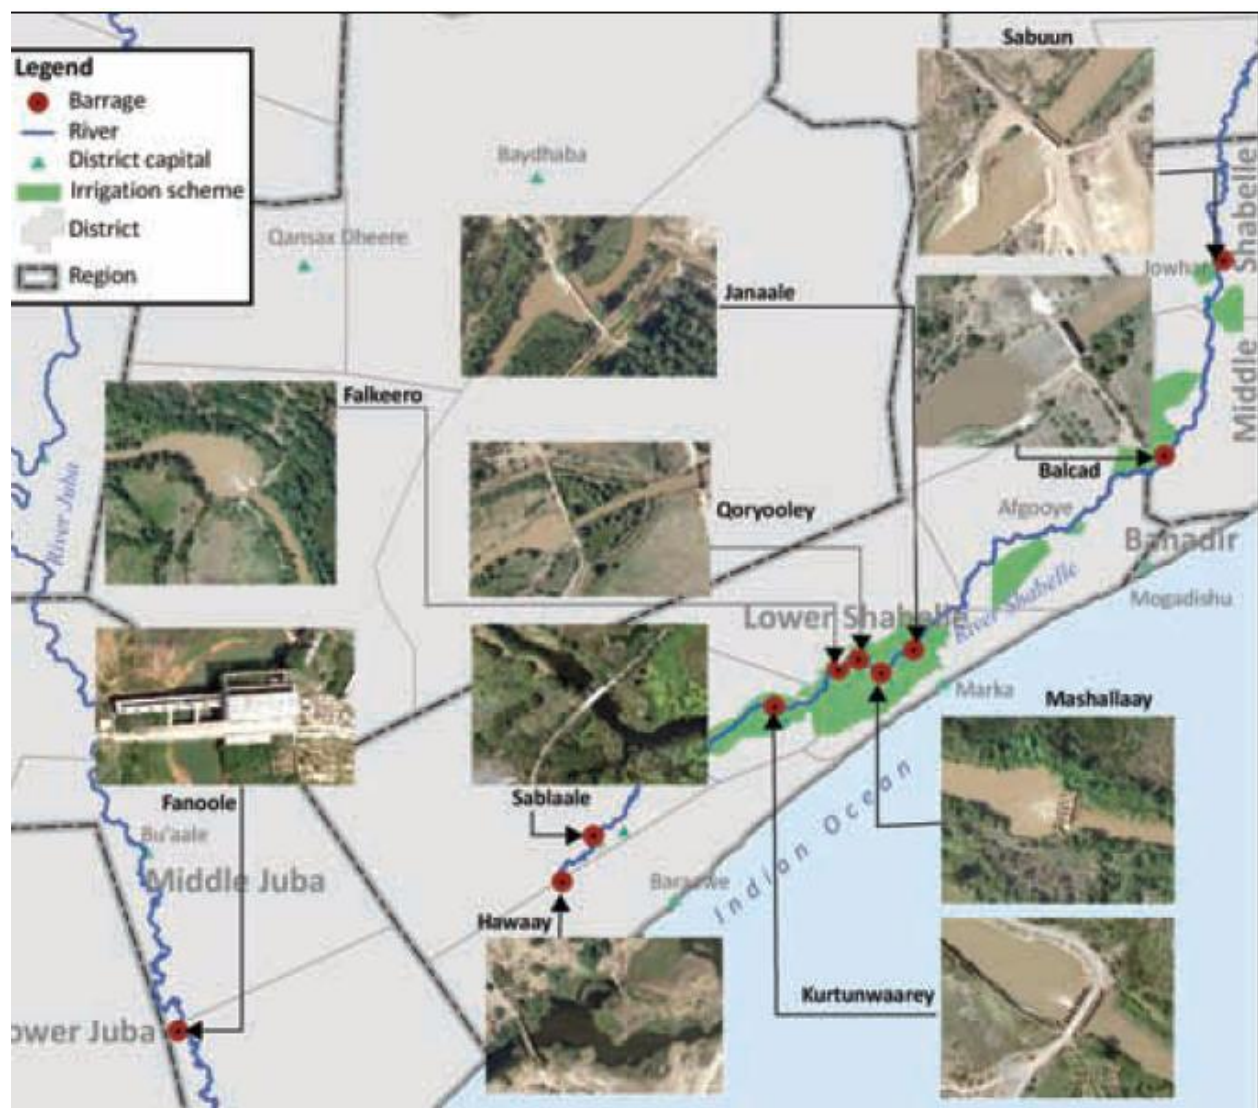 Legend
Barrage
River
District capital
Irrigation scheme
District
Region
Sabuun
Baydhaba
Qansax Dheere
Middle Shabelle
Jowhar
Janaale
Falkeero
Balcad
Qoryooley
Afgooye
Banadir
River Juba
Mogadishu
Lower Shabelle
River Shabelle
Marka
Mashallaay
Fanoole
Sablaale
Bu'aale
Middle Juba
Baraawe
Indian Ocean
Hawaay
Kurtunwaarey
ower Juba